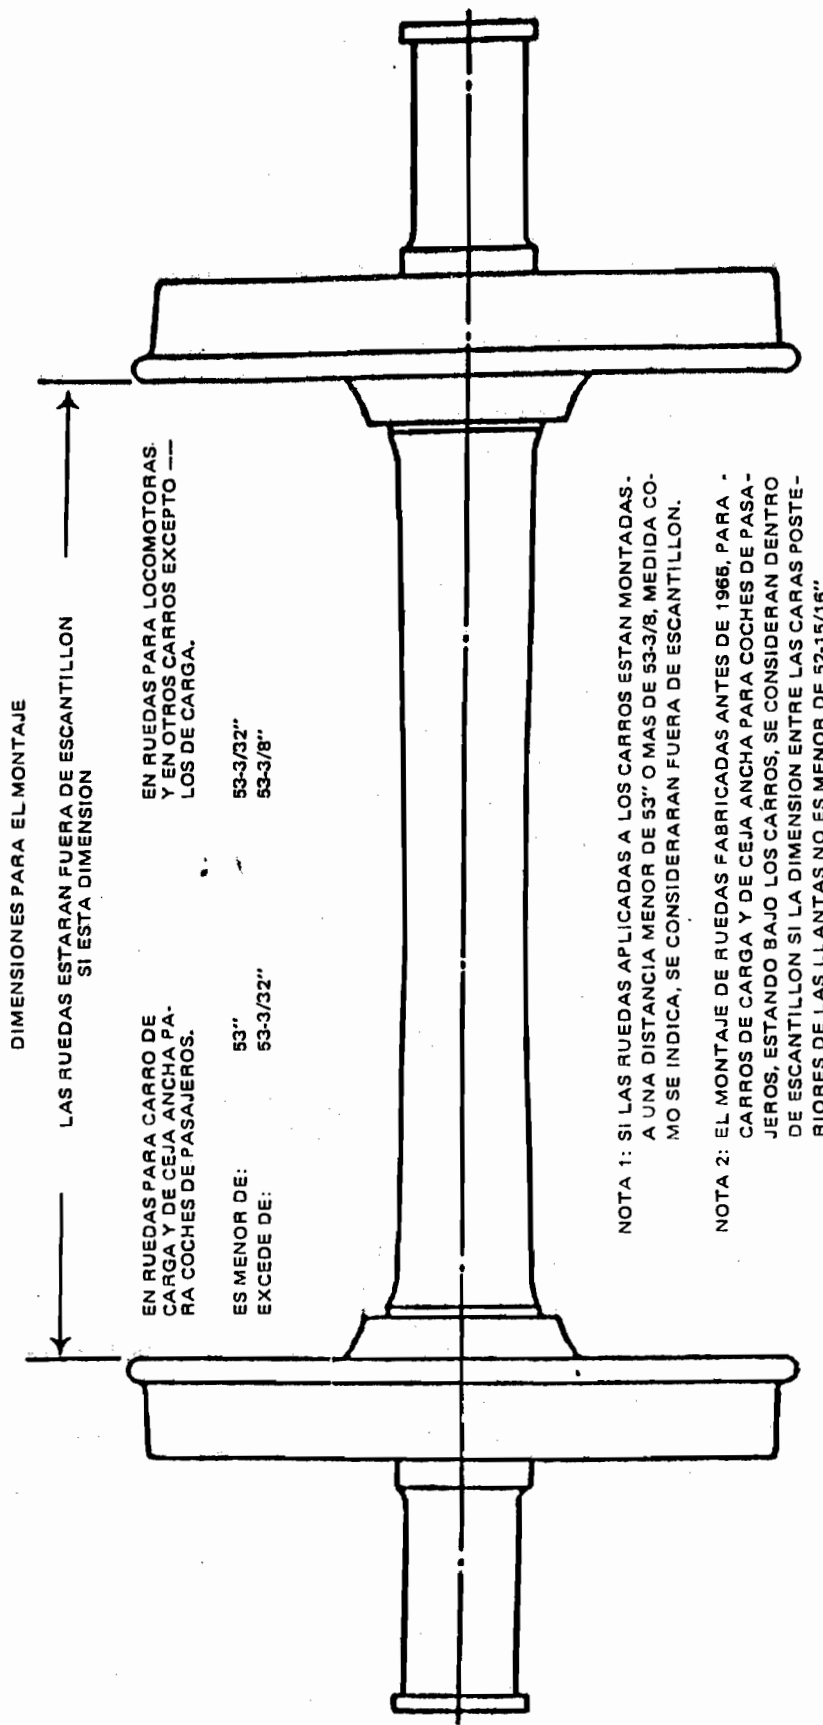 DIMENSIONES PARA EL MONTAJE
LAS RUEDAS ESTARAN FUERA DE ESCANTILLON
SI ESTA DIMENSION
EN RUEDAS PARA CARRO DE
CARGA Y DE CEJA ANCHA PA-
RA COCHES DE PASAJEROS.
EN RUEDAS PARA LOCOMOTORAS.
Y EN OTROS CARROS EXCEPTO —
LOS DE CARGA.
ES MENOR DE: 53" 53-3/32"
EXCEDE DE: 53-3/32" 53-3/8"
NOTA 1: SI LAS RUEDAS APLICADAS A LOS CARROS ESTAN MONTADAS.
A UNA DISTANCIA MENOR DE 53" O MAS DE 53-3/8, MEDIDA CO-
MO SE INDICA, SE CONSIDERARAN FUERA DE ESCANTILLON.
NOTA 2: EL MONTAJE DE RUEDAS FABRICADAS ANTES DE 1966, PARA -
CARROS DE CARGA Y DE CEJA ANCHA PARA COCHES DE PASA-
JEROS, ESTANDO BAJO LOS CARROS, SE CONSIDERAN DENTRO
DE ESCANTILLON SI LA DIMENSION ENTRE LAS CARAS POSTE-
RIORES DE LAS LLANTAS NO ES MENOR DE 52-15/16"